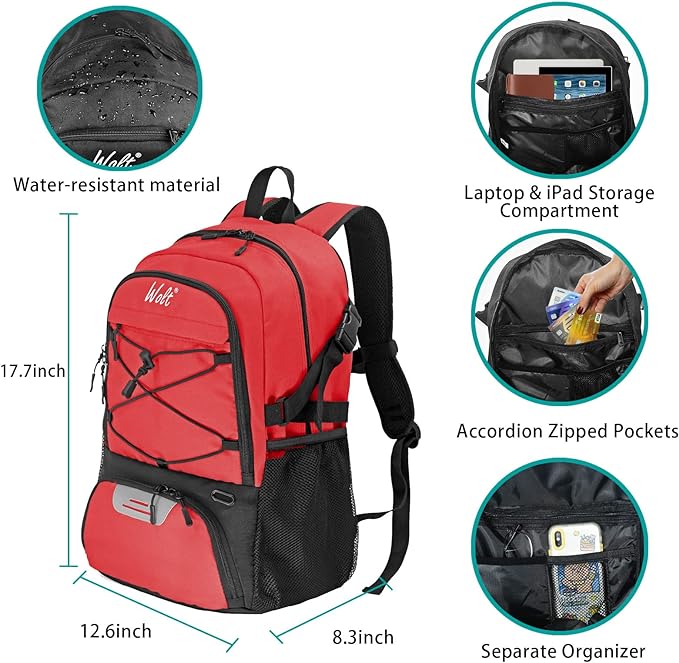 Wolt
Water-resistant material
Laptop & iPad Storage
Compartment
17.7inch
Wolt®
Accordion Zipped Pockets
12.6inch
8.3inch
Separate Organizer